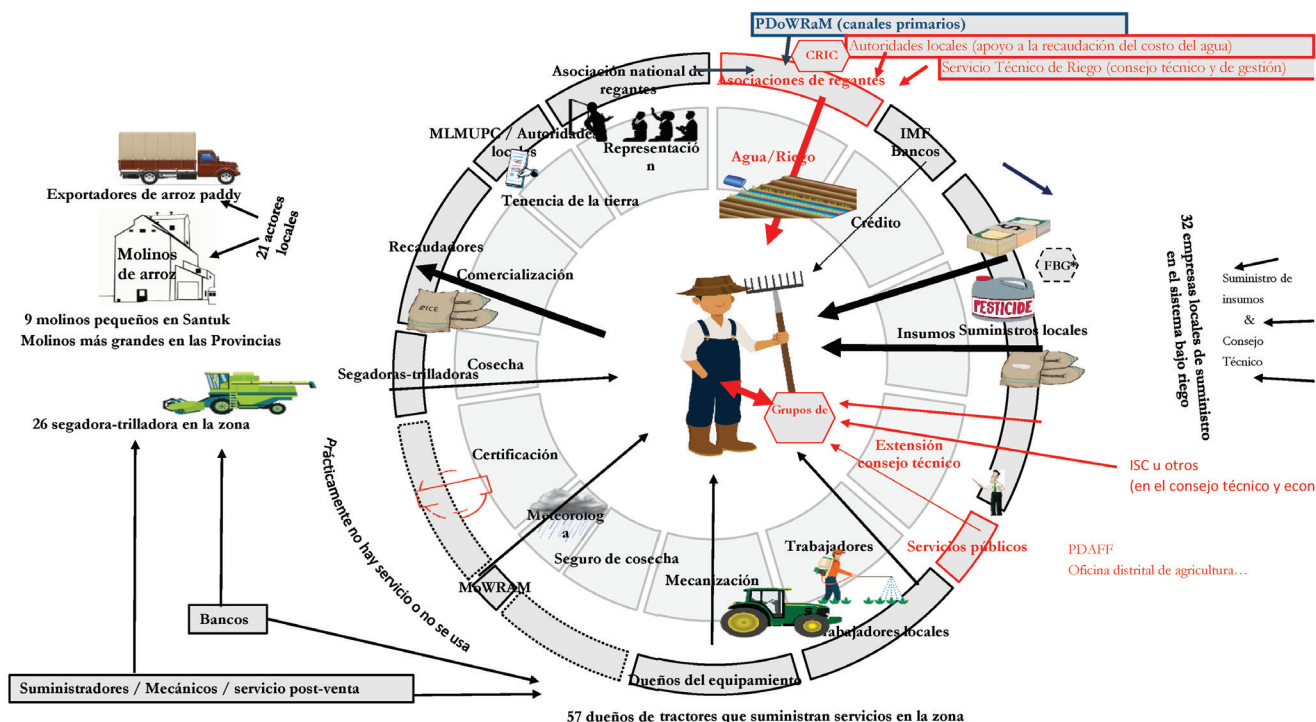 PDoWRaM (canales primarios)
CRIC
Autoridades locales (apoyo a la recaudación del costo del agua)
Servicio Técnico de Riego (consejo técnico y de gestión)
Asociación national de
regantes
Asociaciones de regantes
MLMUPC / Autoridades
locales
Representació
n
Agua/Riego
IMF
Bancos
Tenencia de la tierra
Crédito
Exportadores de arroz paddy
21 actores
locales
Molinos
de arroz
Recaudadores
Comercialización
RICE
FBG*
PESTICIDE
Insumos
Suministros locales
32 empresas locales de suministro
en el sistema bajo riego
Suministro de
insumos
&
Consejo
Técnico
9 molinos pequeños en Santuk
Molinos más grandes en las Provincias
Segadoras-trilladoras
Cosecha
26 segadora-trilladora en la zona
Grupos de
Extensión
consejo técnico
Certificación
ISC u otros
(en el consejo técnico y econ
Prácticamente no hay servicio o no se usa
Meteorolog
a
Seguro de cosecha
Mecanización
Trabajadores
Servicios públicos
PDAFF
Oficina distrital de agricultura…
MoWRAM
Trabajadores locales
Bancos
Dueños del equipamiento
Suministradores / Mecánicos / servicio post-venta
57 dueños de tractores que suministran servicios en la zona